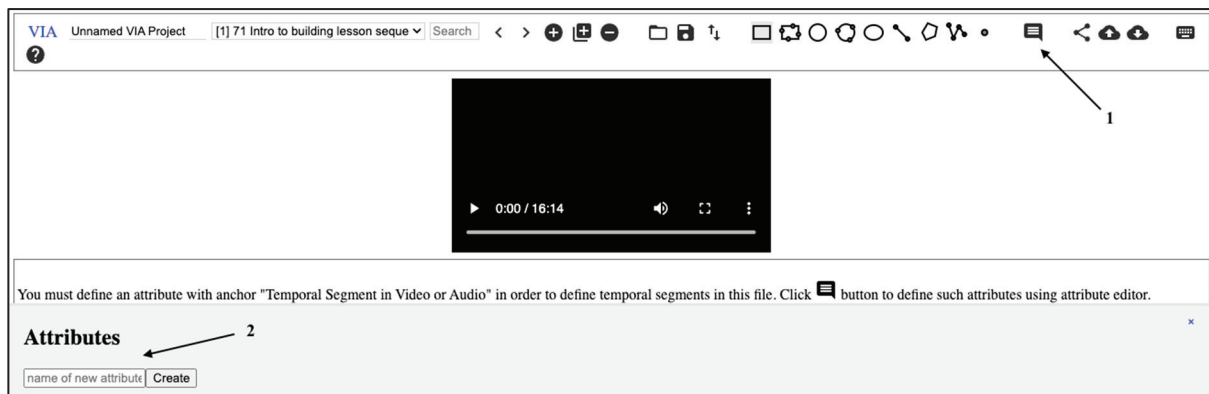 VIA Unnamed VIA Project [1] 71 Intro to building lesson seque Search
1
0:00 / 16:14
You must define an attribute with anchor "Temporal Segment in Video or Audio" in order to define temporal segments in this file. Click button to define such attributes using attribute editor.
Attributes
2
name of new attribute Create